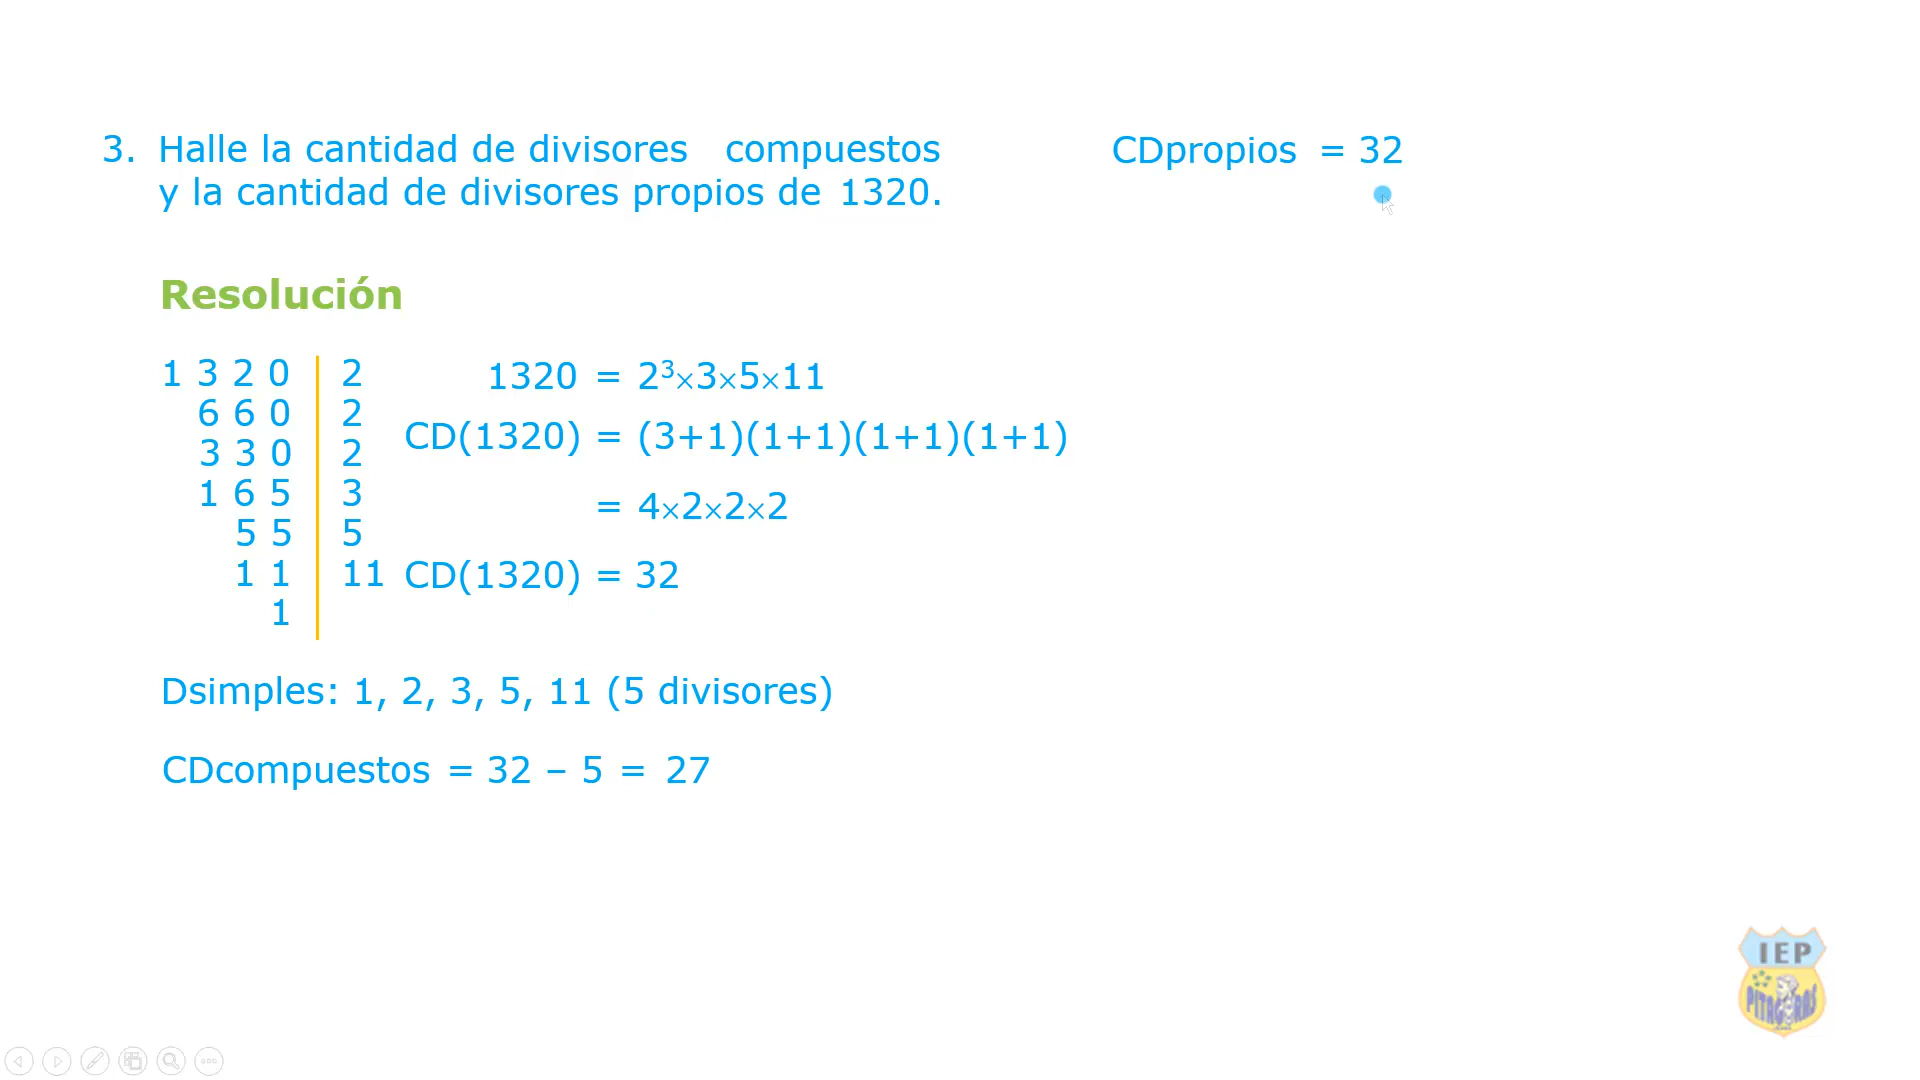 3. Halle la cantidad de divisores compuestos
y la cantidad de divisores propios de 1320.
Resolución
1 3 2 0 | 2
6 6 0 | 2
3 3 0 | 2
1 6 5 | 3
5 5 | 5
1 1 | 11
1
1320 = 2³×3×5×11
CD(1320) = (3+1)(1+1)(1+1)(1+1)
= 4×2×2×2
CD(1320) = 32
Dsimples: 1, 2, 3, 5, 11 (5 divisores)
CDcompuestos = 32 – 5 = 27
CDpropios = 32
IEP
PITAGORAS